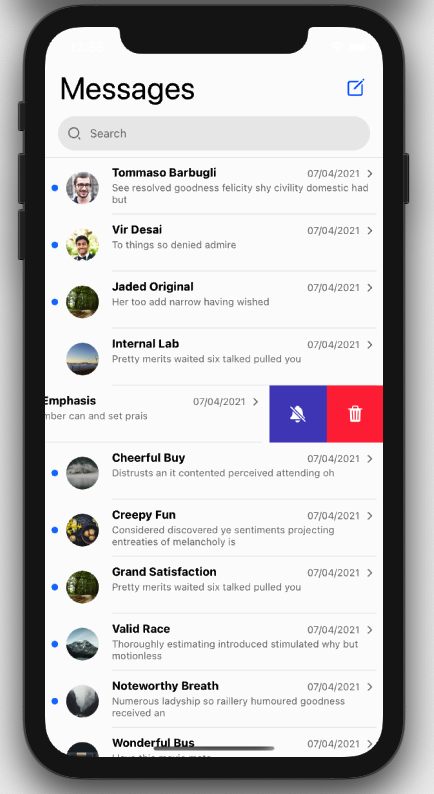 Messages
Search
Tommaso Barbugli 07/04/2021
See resolved goodness felicity shy civility domestic had
but
Vir Desai 07/04/2021
To things so denied admire
Jaded Original 07/04/2021
Her too add narrow having wished
Internal Lab 07/04/2021
Pretty merits waited six talked pulled you
Emphasis 07/04/2021
mber can and set prais
Cheerful Buy 07/04/2021
Distrusts an it contented perceived attending oh
Creepy Fun 07/04/2021
Considered discovered ye sentiments projecting
entreaties of melancholy is
Grand Satisfaction 07/04/2021
Pretty merits waited six talked pulled you
Valid Race 07/04/2021
Thoroughly estimating introduced stimulated why but
motionless
Noteworthy Breath 07/04/2021
Numerous ladyship so raillery humoured goodness
received an
Wonderful Bus 07/04/2021